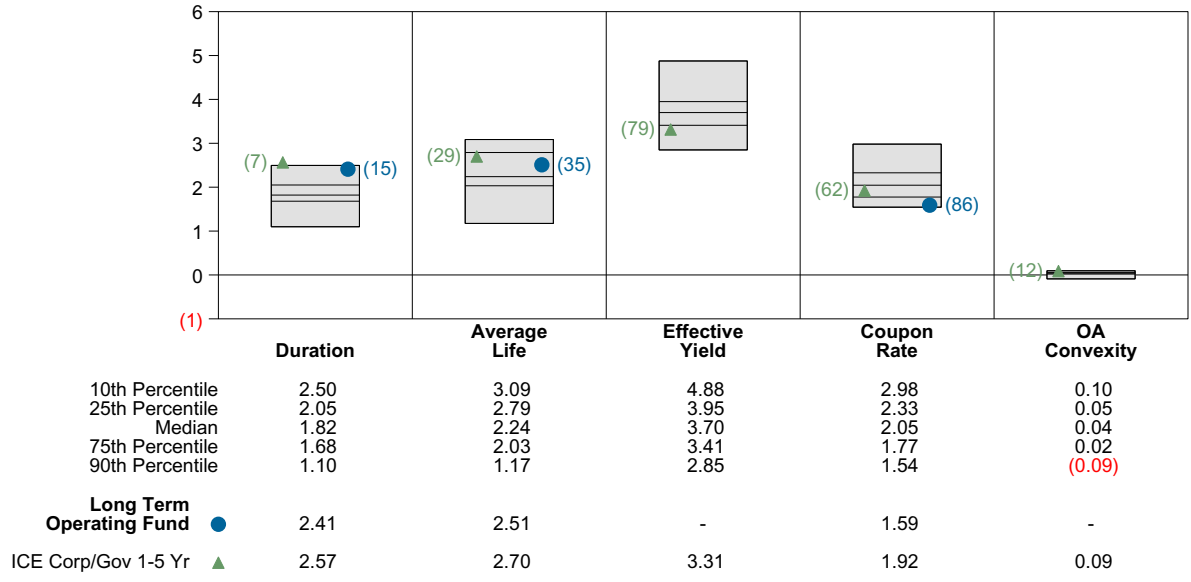 6
5
4
3
2
1
0
(1)
(7)
(15)
(29)
(35)
(79)
(62)
(86)
(12)
Duration
Average
Life
Effective
Yield
Coupon
Rate
OA
Convexity
10th Percentile 2.50 3.09 4.88 2.98 0.10
25th Percentile 2.05 2.79 3.95 2.33 0.05
Median 1.82 2.24 3.70 2.05 0.04
75th Percentile 1.68 2.03 3.41 1.77 0.02
90th Percentile 1.10 1.17 2.85 1.54 (0.09)
Long Term
Operating Fund 2.41 2.51 - 1.59 -
ICE Corp/Gov 1-5 Yr 2.57 2.70 3.31 1.92 0.09